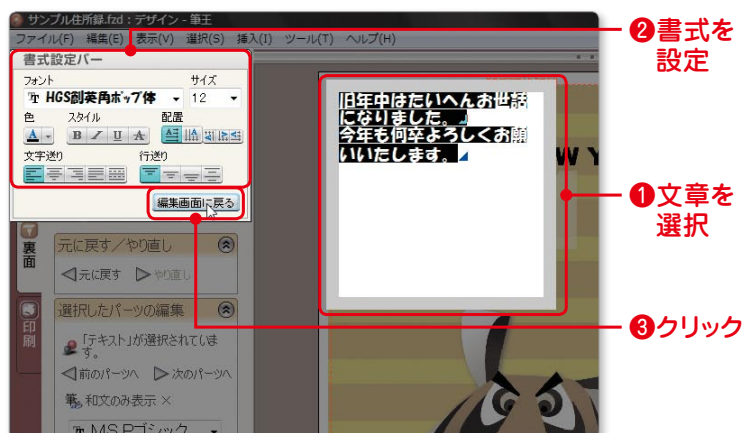 サンプル住所録.fzd：デザイン - 筆王
ファイル(F) 編集(E) 表示(V) 選択(S) 挿入(I) ツール(T) ヘルプ(H)
書式設定バー
フォント サイズ
HGS創英角ポップ体 12
色 スタイル 配置
A B I U A
文字送り 行送り
編集画面に戻る
旧年中はたいへんお世話
になりました。
今年も何卒よろしくお願
いいたします。
W Y
❷書式を
設定
❶文章を
選択
❸クリック
裏面
元に戻す／やり直し
元に戻す やり直し
印刷
選択したパーツの編集
「テキスト」が選択されていま
す。
前のパーツへ 次のパーツへ
和文のみ表示 ×
MS Pゴシック